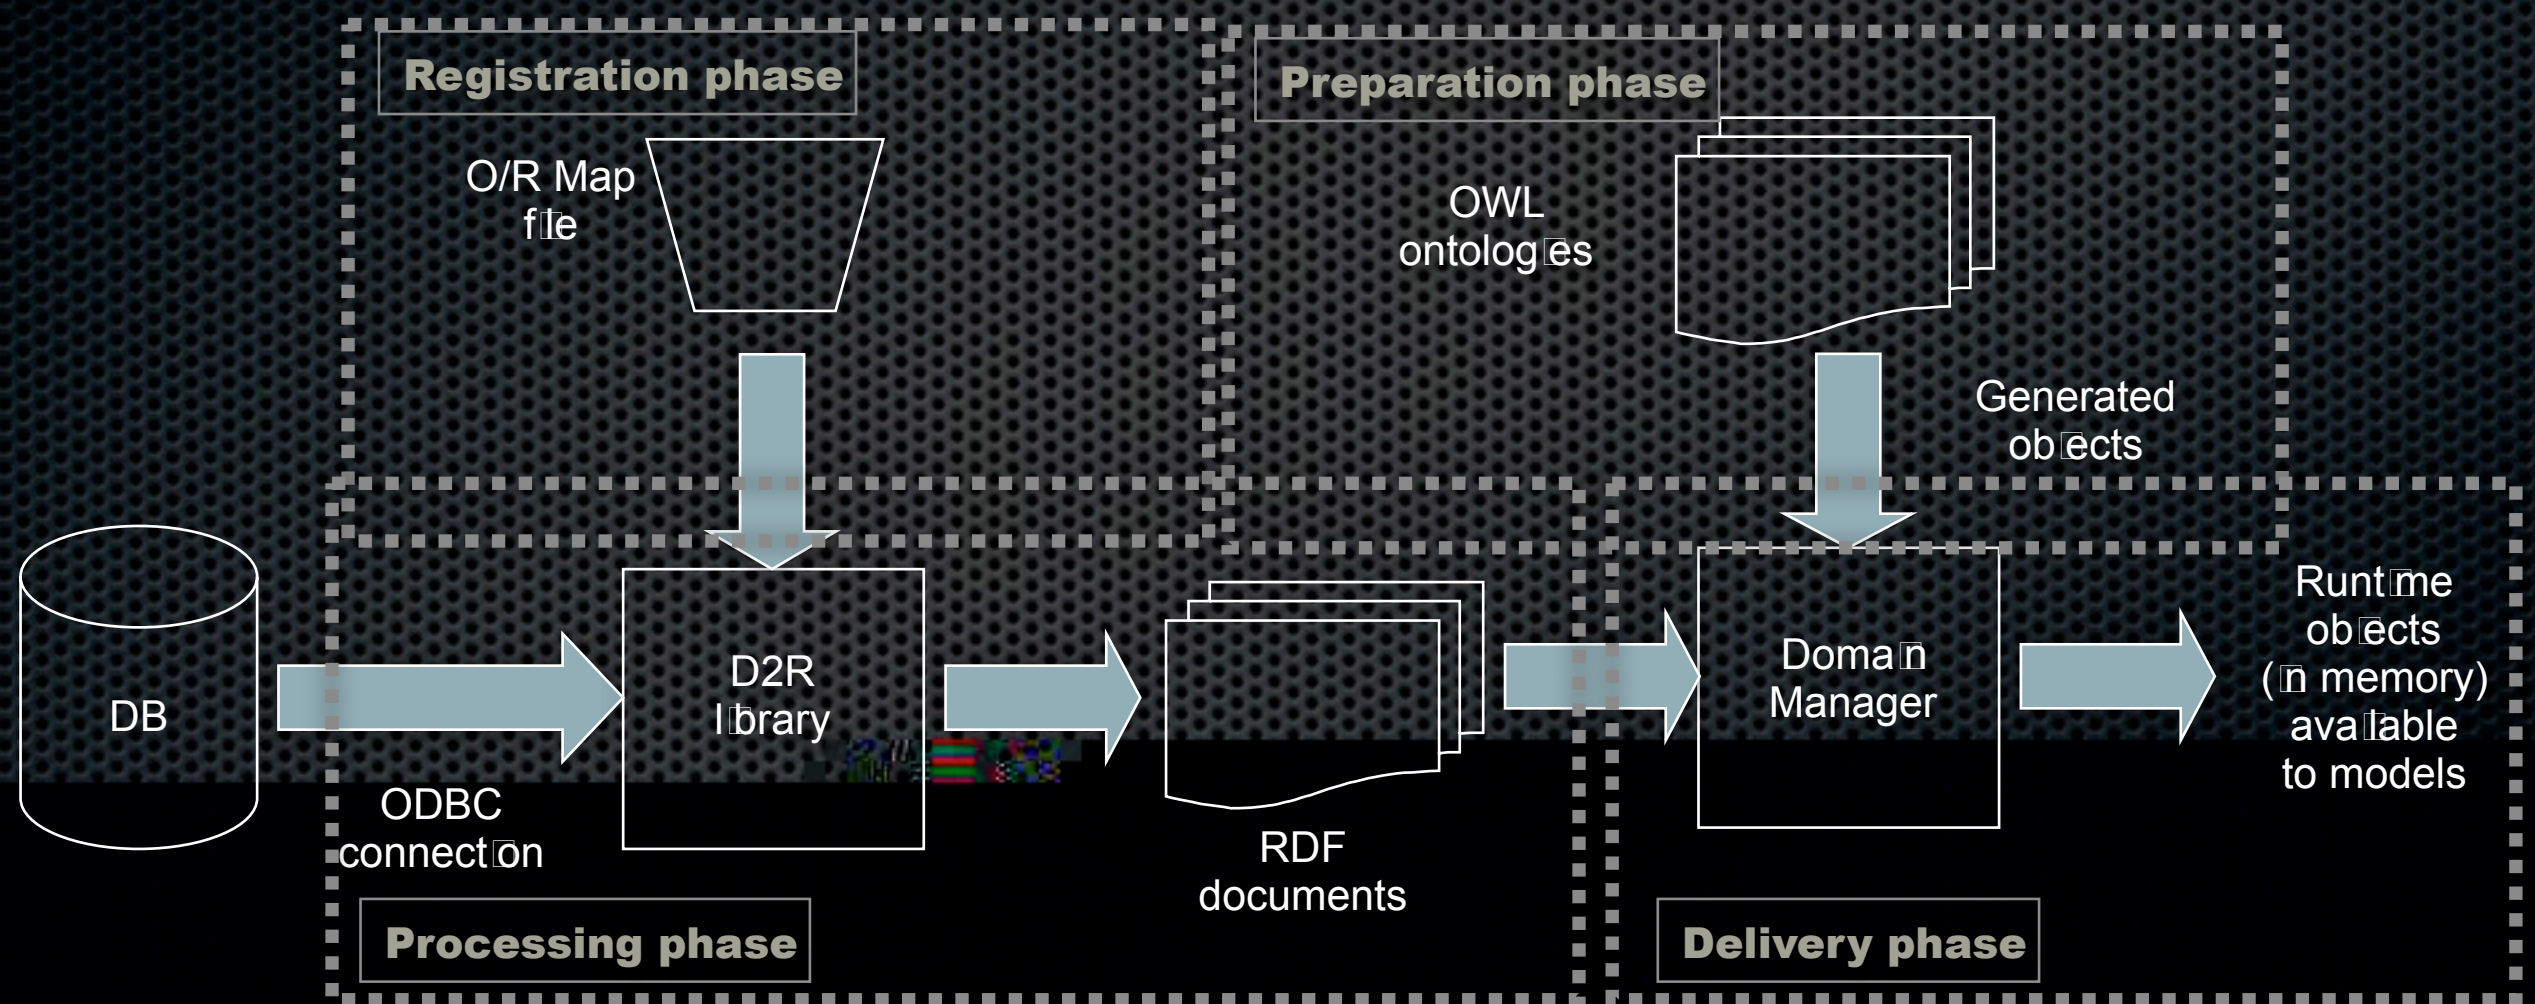 Registration phase
Preparation phase
O/R Map
file
OWL
ontologies
Generated
objects
DB
ODBC
connection
D2R
library
RDF
documents
Domain
Manager
Runtime
objects
(in memory)
available
to models
Processing phase
Delivery phase